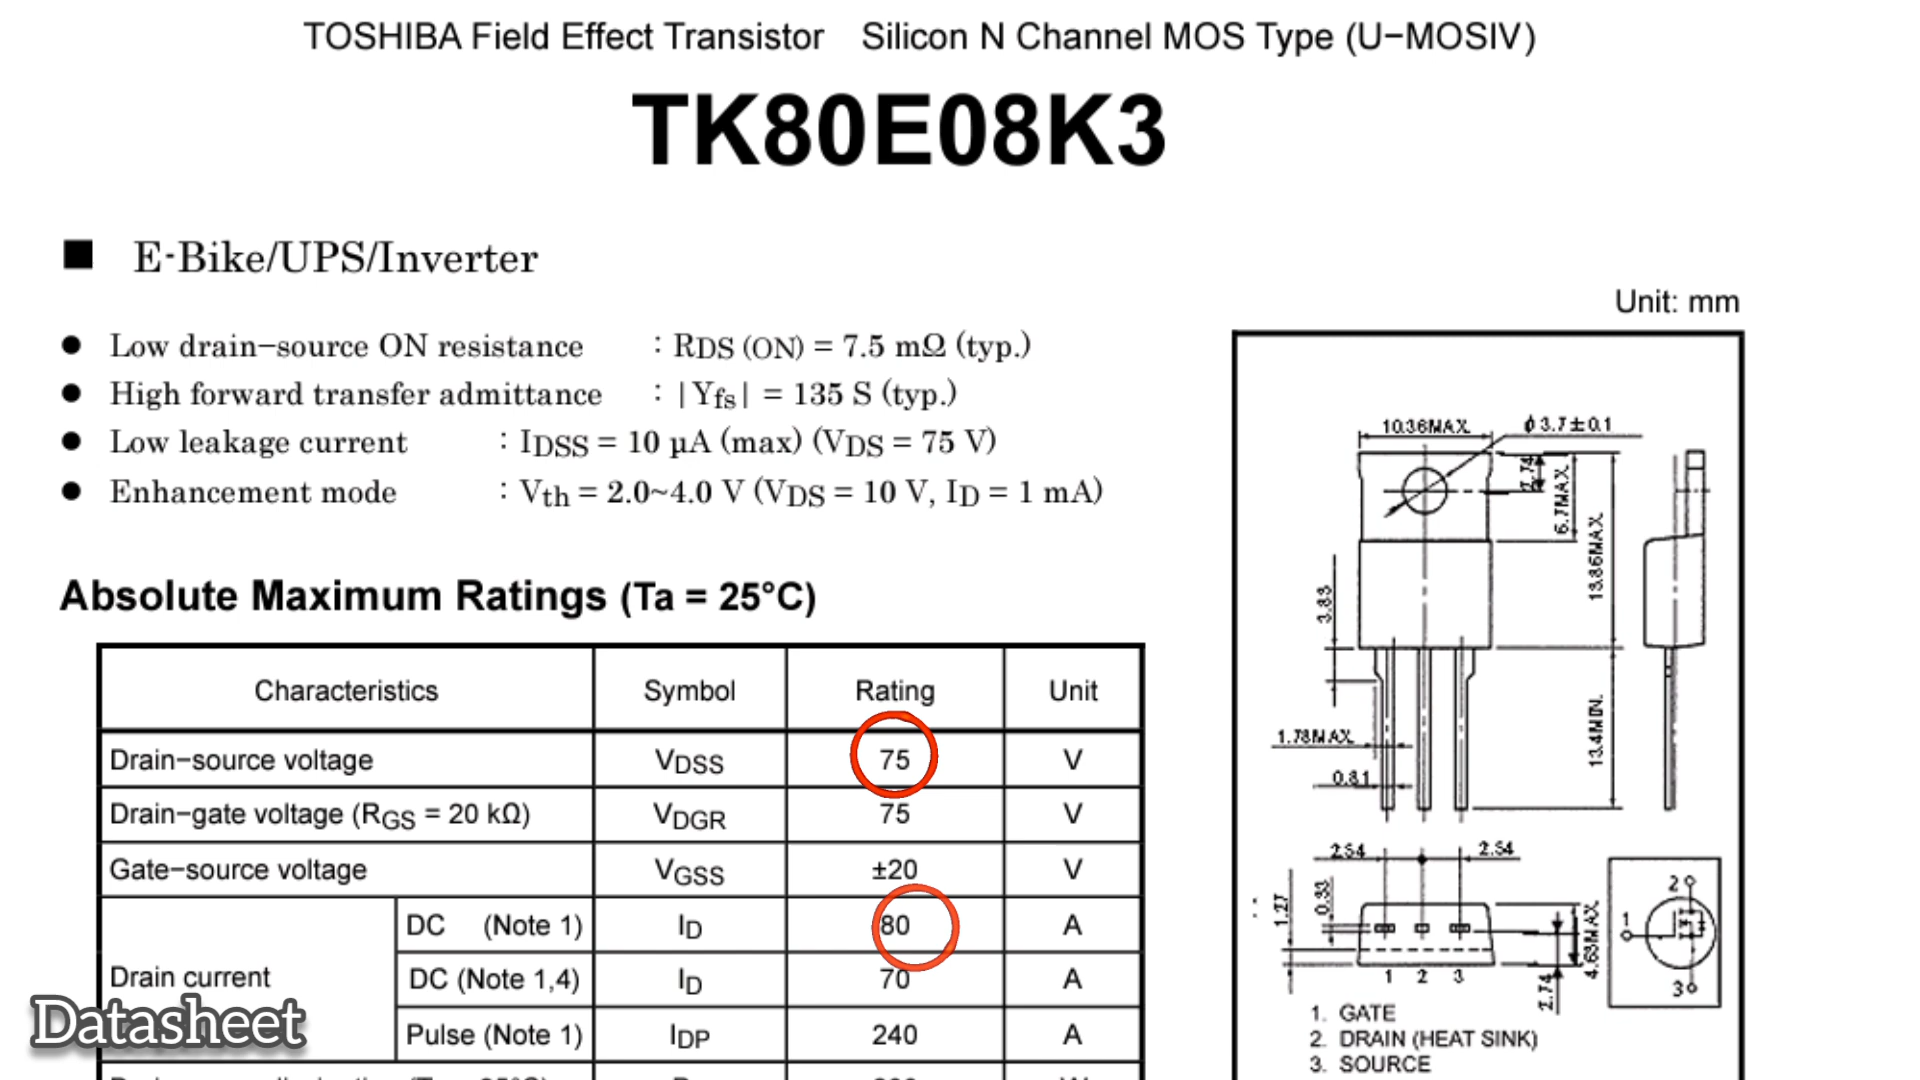 TOSHIBA Field Effect Transistor Silicon N Channel MOS Type (U−MOSIV)
TK80E08K3
■ E-Bike/UPS/Inverter
Unit: mm
● Low drain−source ON resistance : RDS (ON) = 7.5 mΩ (typ.)
● High forward transfer admittance : |Yfs| = 135 S (typ.)
● Low leakage current : IDSS = 10 μA (max) (VDS = 75 V)
● Enhancement mode : Vth = 2.0~4.0 V (VDS = 10 V, ID = 1 mA)
Absolute Maximum Ratings (Ta = 25°C)
Characteristics Symbol Rating Unit
Drain−source voltage VDSS 75 V
Drain−gate voltage (RGS = 20 kΩ) VDGR 75 V
Gate−source voltage VGSS ±20 V
Drain current
DC (Note 1) ID 80 A
DC (Note 1,4) ID 70 A
Pulse (Note 1) IDP 240 A
Datasheet
10.36MAX.
ϕ3.7±0.1
2.74
6.7MAX.
13.86MAX.
3.83
1.78MAX.
0.81
13.4MIN.
2.54 2.54
1.27
0.33
4.63MAX.
2.74
1 2 3
1
2
3
1. GATE
2. DRAIN (HEAT SINK)
3. SOURCE